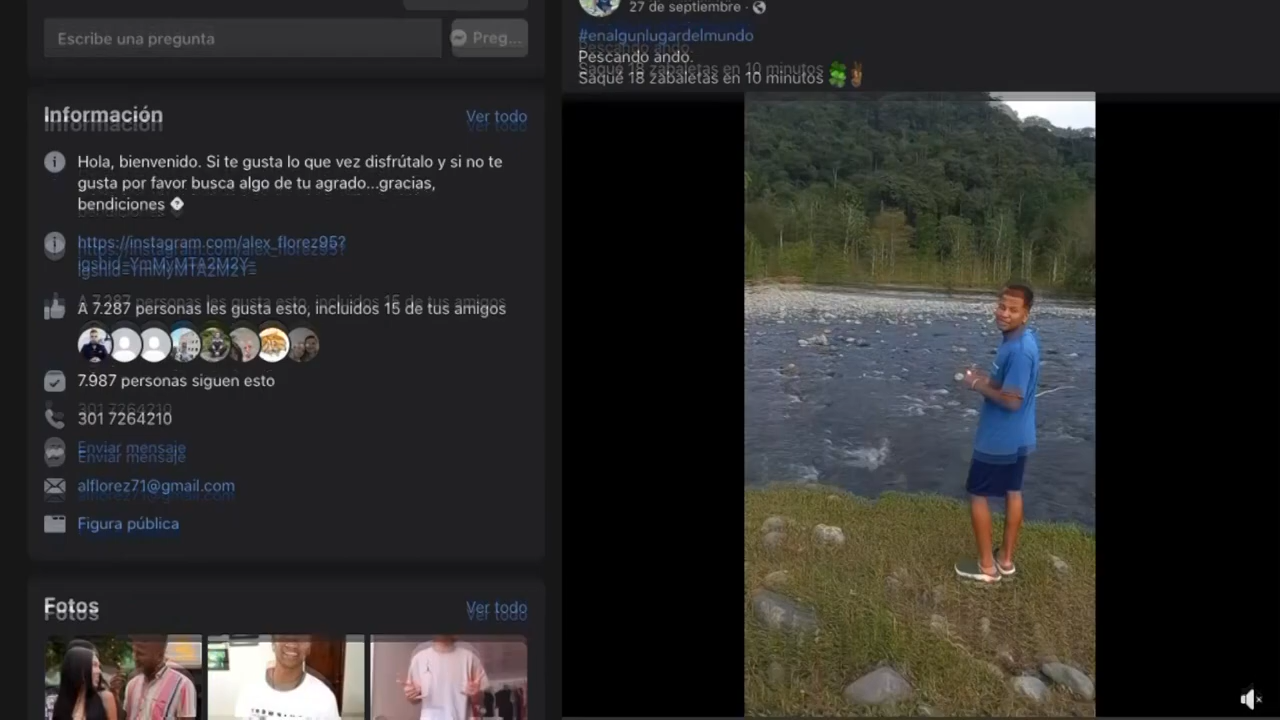 Escribe una pregunta
Preg...
Información
Ver todo
Hola, bienvenido. Si te gusta lo que vez disfrútalo y si no te
gusta por favor busca algo de tu agrado...gracias,
bendiciones
https://instagram.com/alex_florez95?
igshid=YmMyMTA2M2Y=
A 7.287 personas les gusta esto, incluidos 15 de tus amigos
7.987 personas siguen esto
301 7264210
Enviar mensaje
alflorez71@gmail.com
Figura pública
Fotos
Ver todo
27 de septiembre ·
#enalgunlugardelmundo
Pescando ando.
Saqué 18 zabaletas en 10 minutos 🍀✌🏾